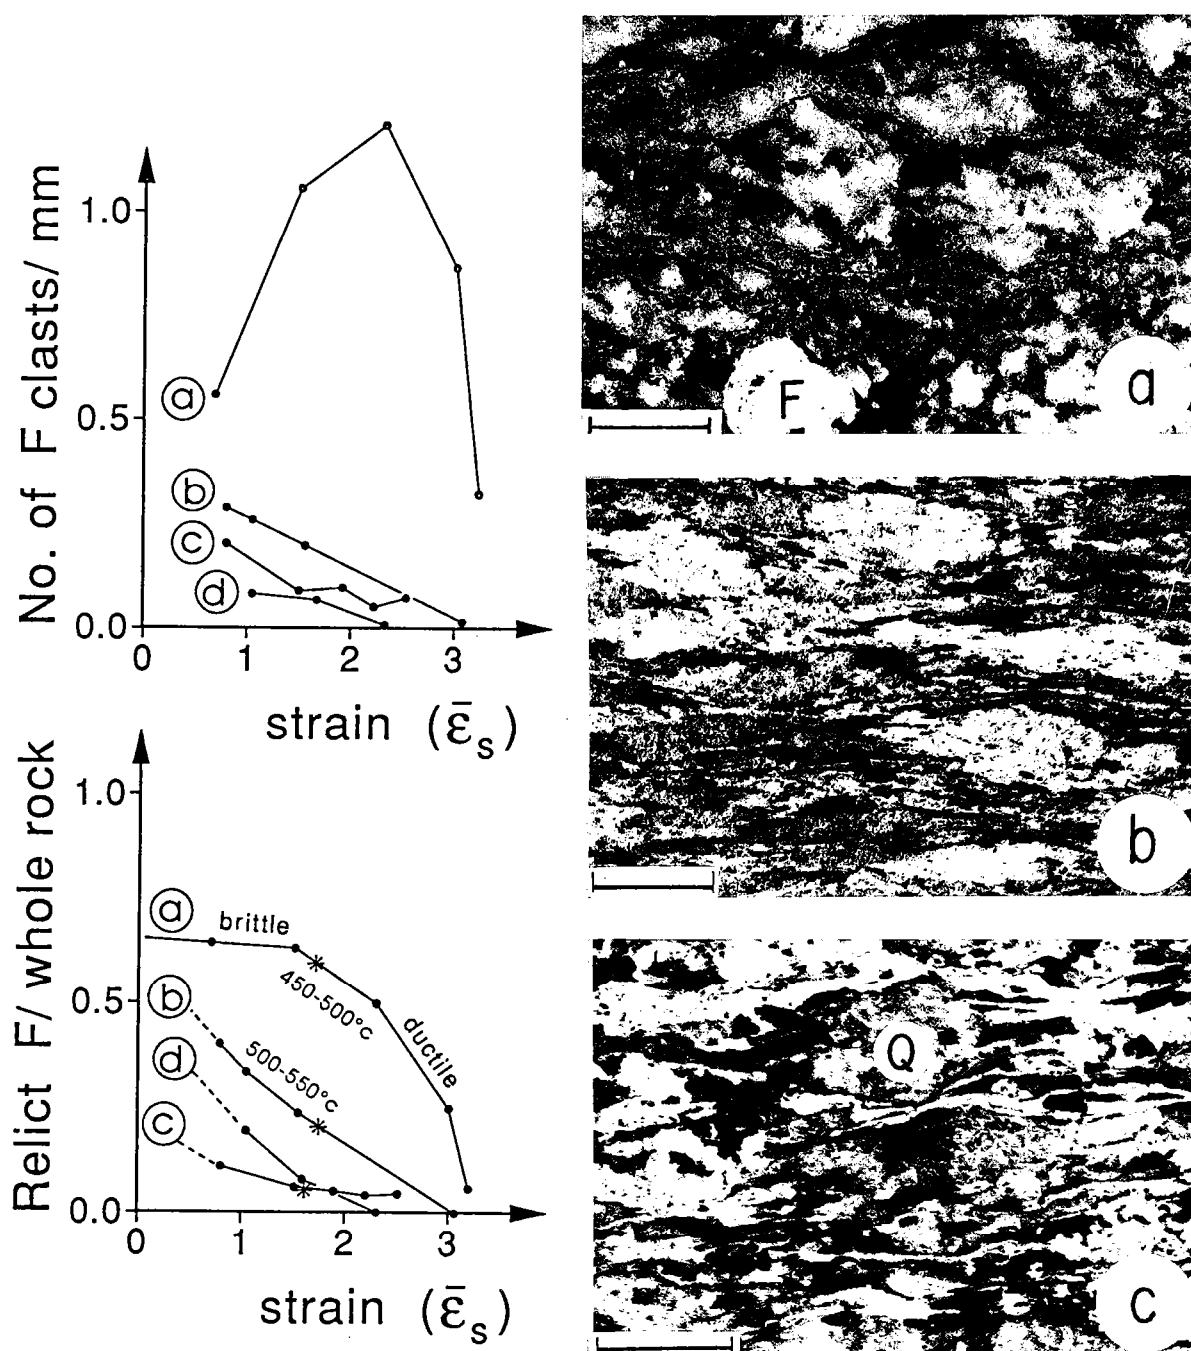 No. of F clasts/ mm
1.0
0.5
0.0
a
b
c
d
0 1 2 3
strain (ε̄s)
Relict F/ whole rock
1.0
0.5
0.0
a
b
d
c
brittle
450-500°c
ductile
500-550°c
0 1 2 3
strain (ε̄s)
F
a
b
Q
c